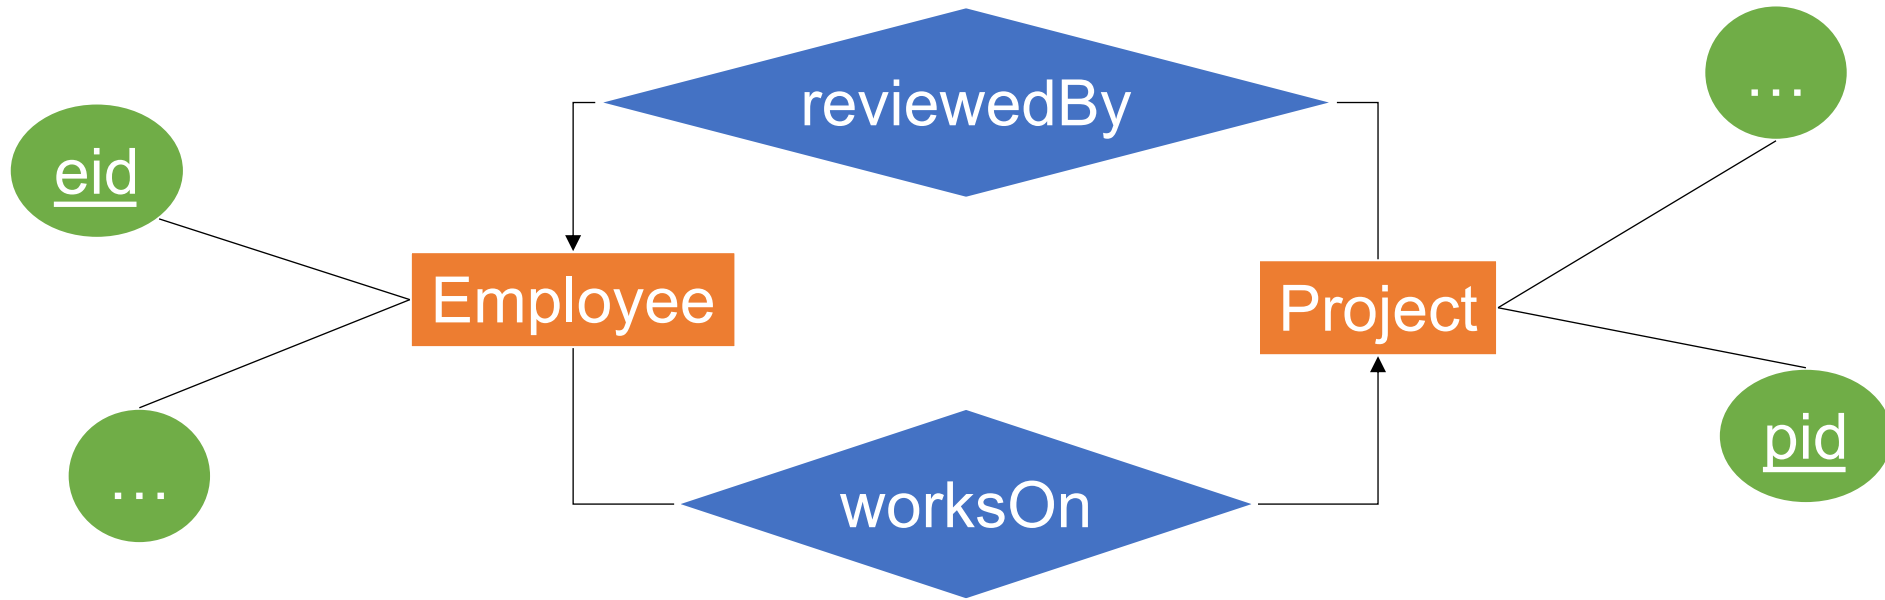 reviewedBy
…
eid
Employee
Project
pid
…
worksOn